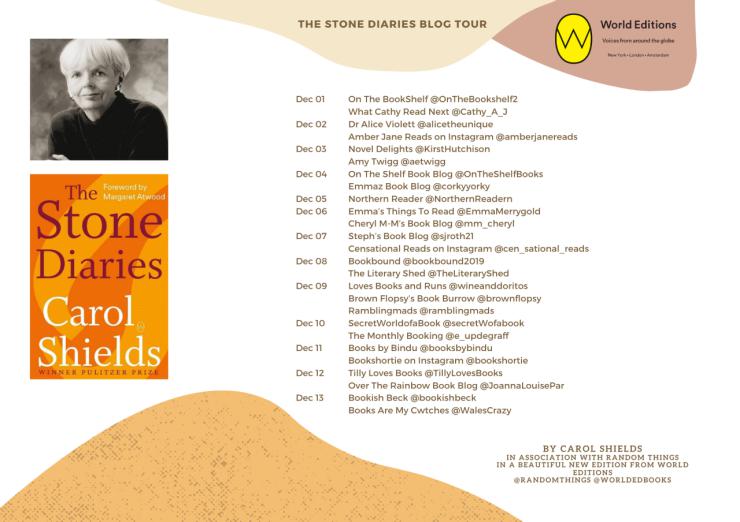 THE STONE DIARIES BLOG TOUR
World Editions
Voices from around the globe
New York • London • Amsterdam
Dec 01 On The BookShelf @OnTheBookshelf2
What Cathy Read Next @Cathy_A_J
Dec 02 Dr Alice Violett @alicetheunique
Amber Jane Reads on Instagram @amberjanereads
Dec 03 Novel Delights @KirstHutchison
Amy Twigg @aetwigg
Dec 04 On The Shelf Book Blog @OnTheShelfBooks
Emmaz Book Blog @corkyyorky
Dec 05 Northern Reader @NorthernReadern
Dec 06 Emma's Things To Read @EmmaMerrygold
Cheryl M-M's Book Blog @mm_cheryl
Dec 07 Steph's Book Blog @sjroth21
Censational Reads on Instagram @cen_sational_reads
Dec 08 Bookbound @bookbound2019
The Literary Shed @TheLiteraryShed
Dec 09 Loves Books and Runs @wineanddoritos
Brown Flopsy's Book Burrow @brownflopsy
Ramblingmads @ramblingmads
Dec 10 SecretWorldofaBook @secretWofabook
The Monthly Booking @e_updegraff
Dec 11 Books by Bindu @booksbybindu
Bookshortie on Instagram @bookshortie
Dec 12 Tilly Loves Books @TillyLovesBooks
Over The Rainbow Book Blog @JoannaLouisePar
Dec 13 Bookish Beck @bookishbeck
Books Are My Cwtches @WalesCrazy
The
Foreword by
Margaret Atwood
Stone
Diaries
Carol
Shields
WINNER PULITZER PRIZE
BY CAROL SHIELDS
IN ASSOCIATION WITH RANDOM THINGS
IN A BEAUTIFUL NEW EDITION FROM WORLD
EDITIONS
@RANDOMTHINGS @WORLDEDBOOKS